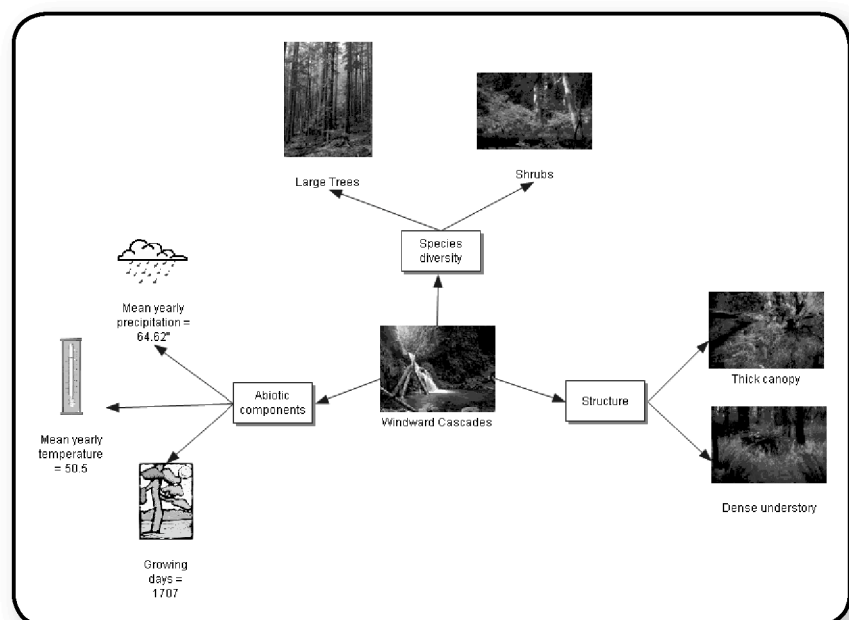 Large Trees
Shrubs
Species
diversity
Mean yearly
precipitation =
64.62"
Thick canopy
Abiotic
components
Structure
Windward Cascades
Mean yearly
temperature
= 50.5
Dense understory
Growing
days =
1707